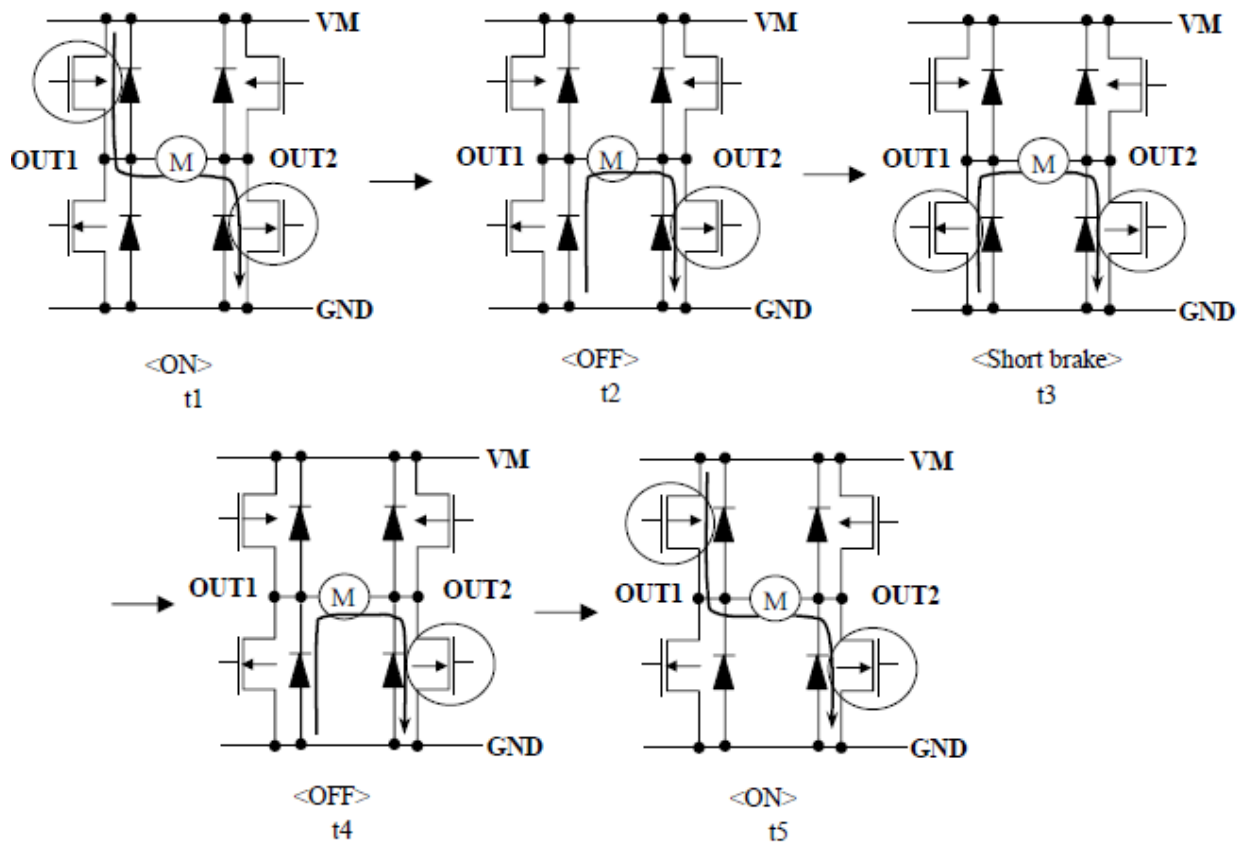 VM
OUT1
M
OUT2
GND
<ON>
t1
VM
OUT1
M
OUT2
GND
<OFF>
t2
VM
OUT1
M
OUT2
GND
<Short brake>
t3
VM
OUT1
M
OUT2
GND
<OFF>
t4
VM
OUT1
M
OUT2
GND
<ON>
t5